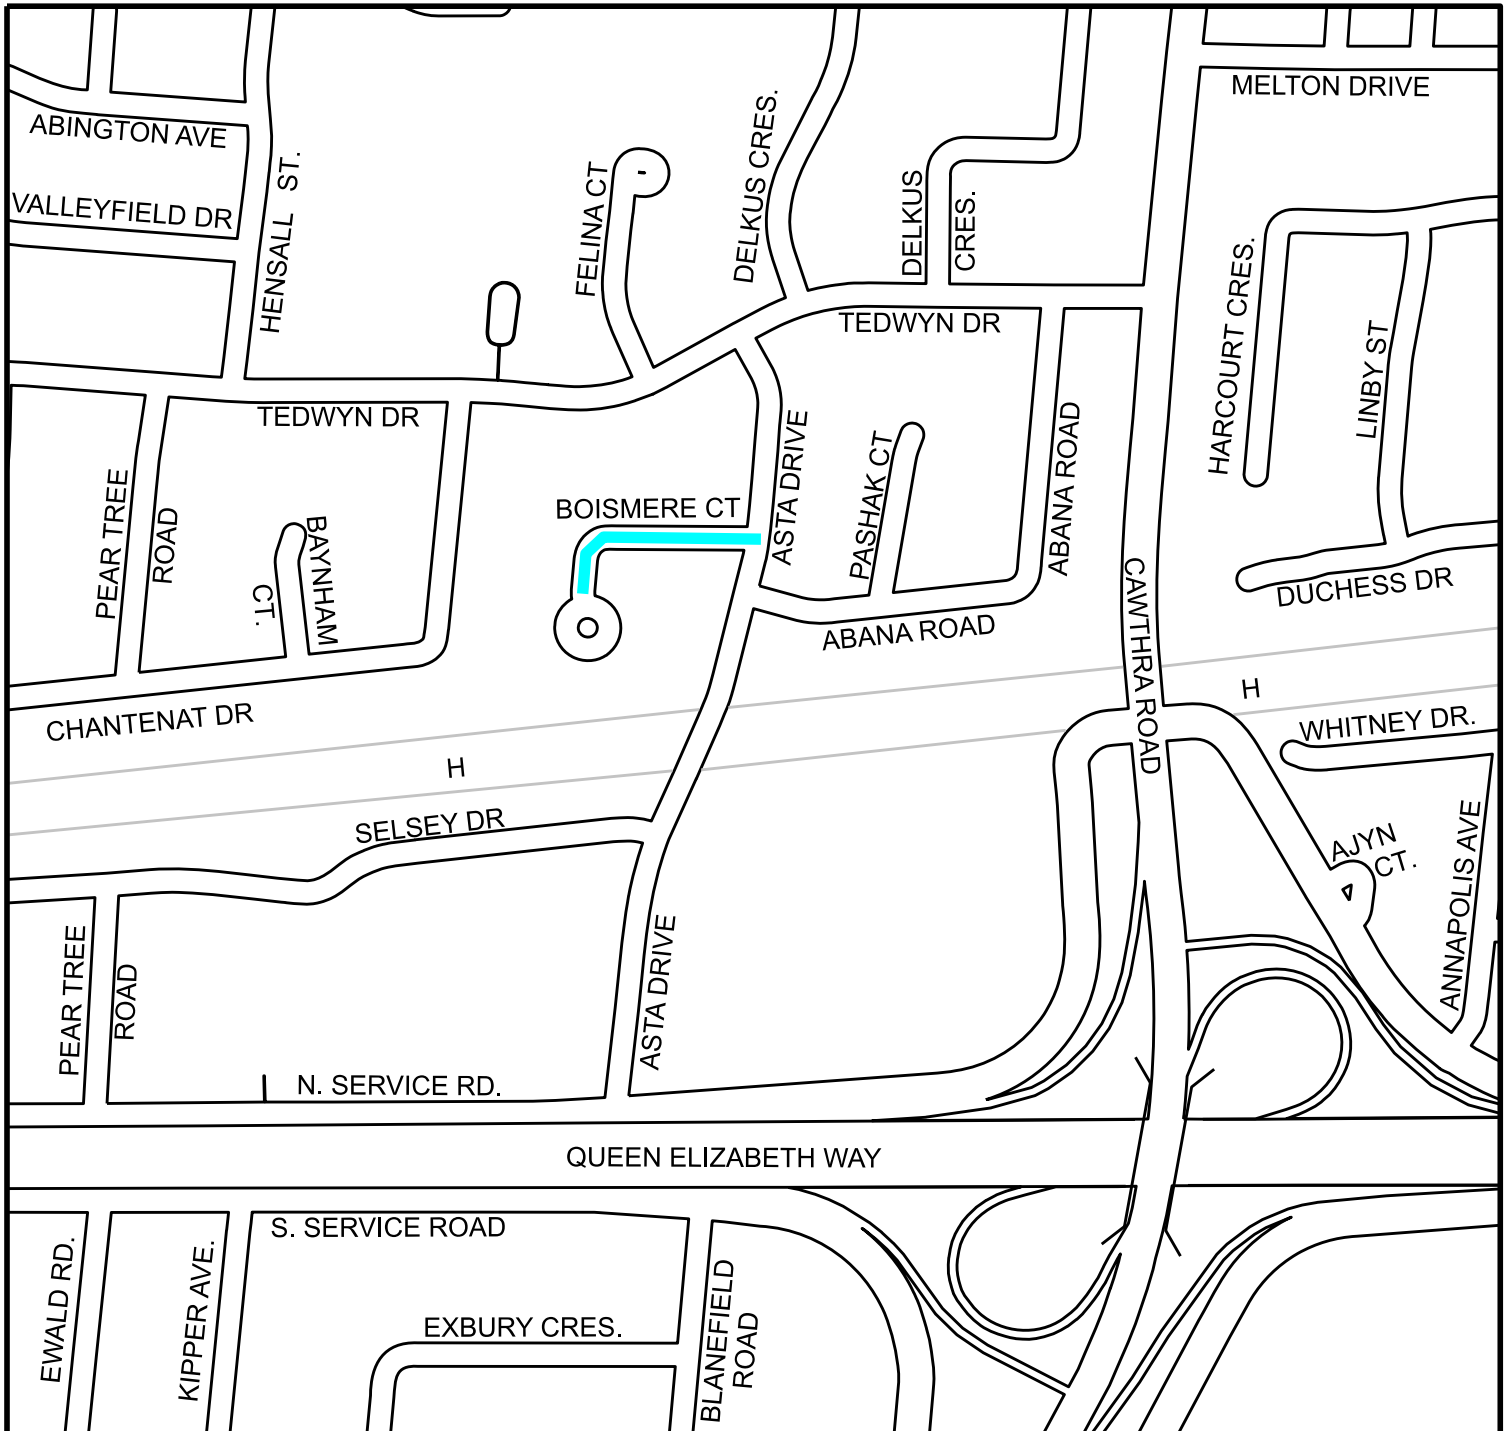 MELTON DRIVE
ABINGTON AVE
DELKUS CRES.
HENSALL ST.
FELINA CT
DELKUS
CRES.
VALLEYFIELD DR
HARCOURT CRES.
TEDWYN DR
LINBY ST
TEDWYN DR
ASTA DRIVE
PASHAK CT
ABANA ROAD
PEAR TREE
ROAD
BOISMERE CT
BAYNHAM
CT.
CAWTHRA ROAD
DUCHESS DR
ABANA ROAD
H
CHANTENAT DR
WHITNEY DR.
H
SELSEY DR
AJYN
CT.
ANNAPOLIS AVE
PEAR TREE
ROAD
ASTA DRIVE
N. SERVICE RD.
QUEEN ELIZABETH WAY
S. SERVICE ROAD
EWALD RD.
KIPPER AVE.
EXBURY CRES.
BLANEFIELD
ROAD